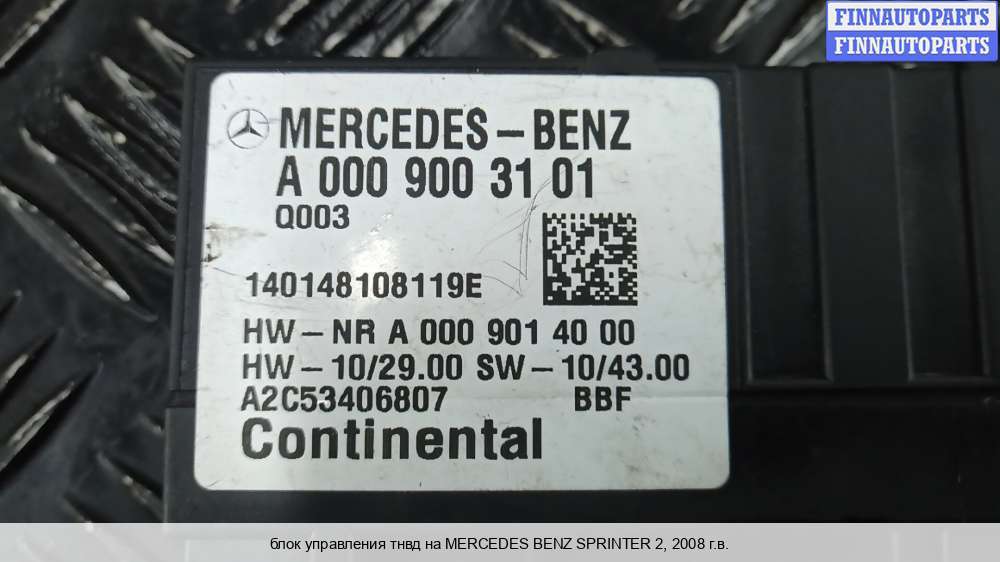 FINNAUTOPARTS
FINNAUTOPARTS
MERCEDES-BENZ
A 000 900 31 01
Q003
140148108119E
HW-NR A 000 901 40 00
HW-10/29.00 SW-10/43.00
A2C53406807 BBF
Continental
блок управления тнвд на MERCEDES BENZ SPRINTER 2, 2008 г.в.